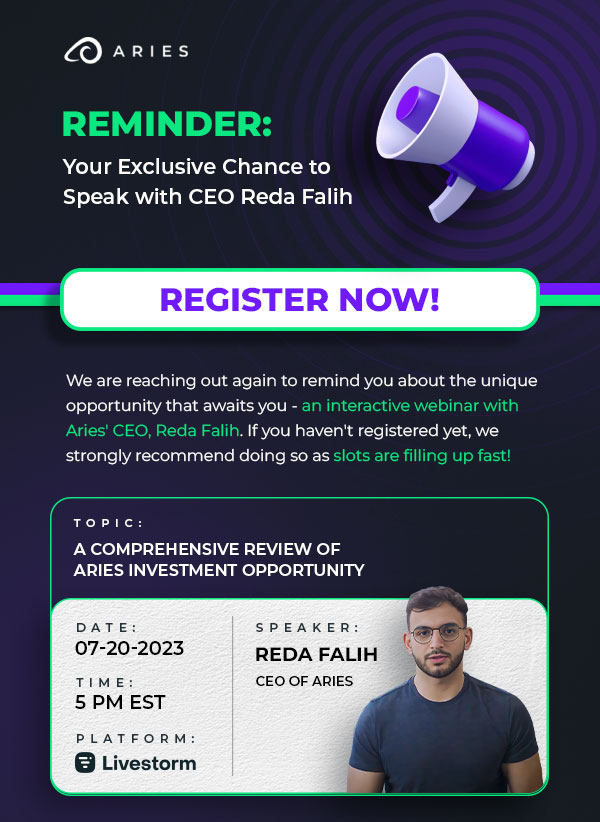 ARIES
REMINDER:
Your Exclusive Chance to
Speak with CEO Reda Falih
REGISTER NOW!
We are reaching out again to remind you about the unique
opportunity that awaits you - an interactive webinar with
Aries' CEO, Reda Falih. If you haven't registered yet, we
strongly recommend doing so as slots are filling up fast!
TOPIC:
A COMPREHENSIVE REVIEW OF
ARIES INVESTMENT OPPORTUNITY
DATE:
07-20-2023
TIME:
5 PM EST
PLATFORM:
Livestorm
SPEAKER:
REDA FALIH
CEO OF ARIES